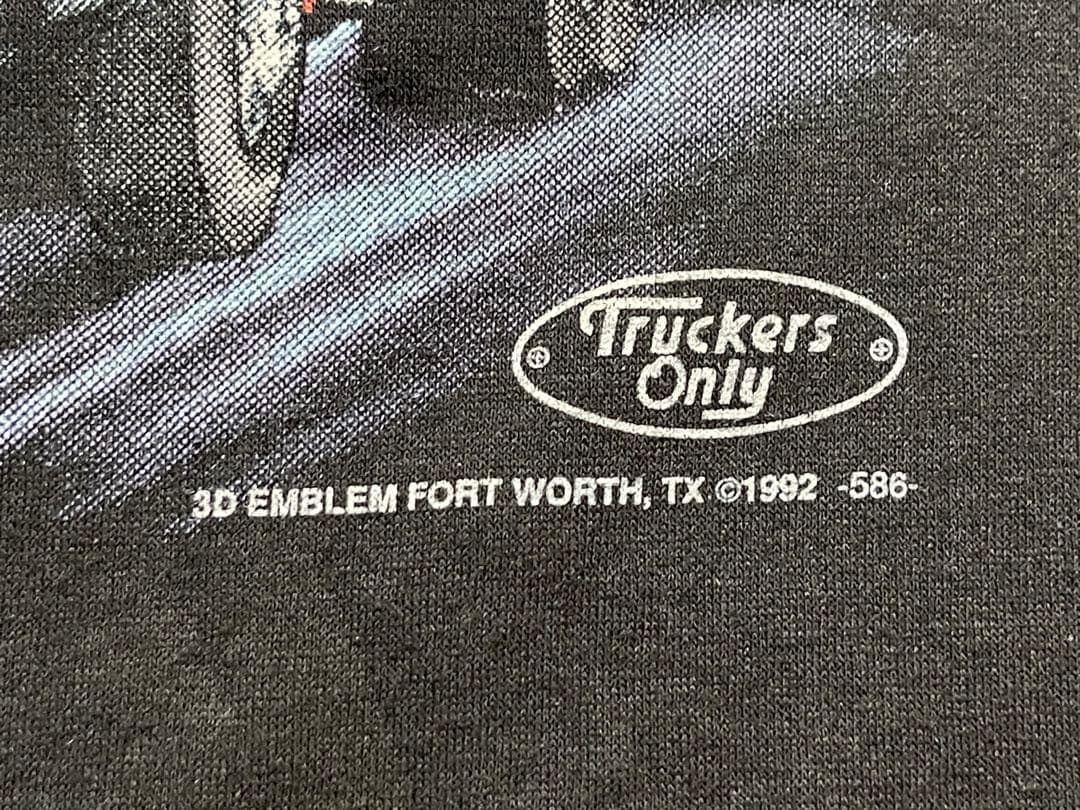 Truckers
Only
3D EMBLEM FORT WORTH, TX ©1992 -586-